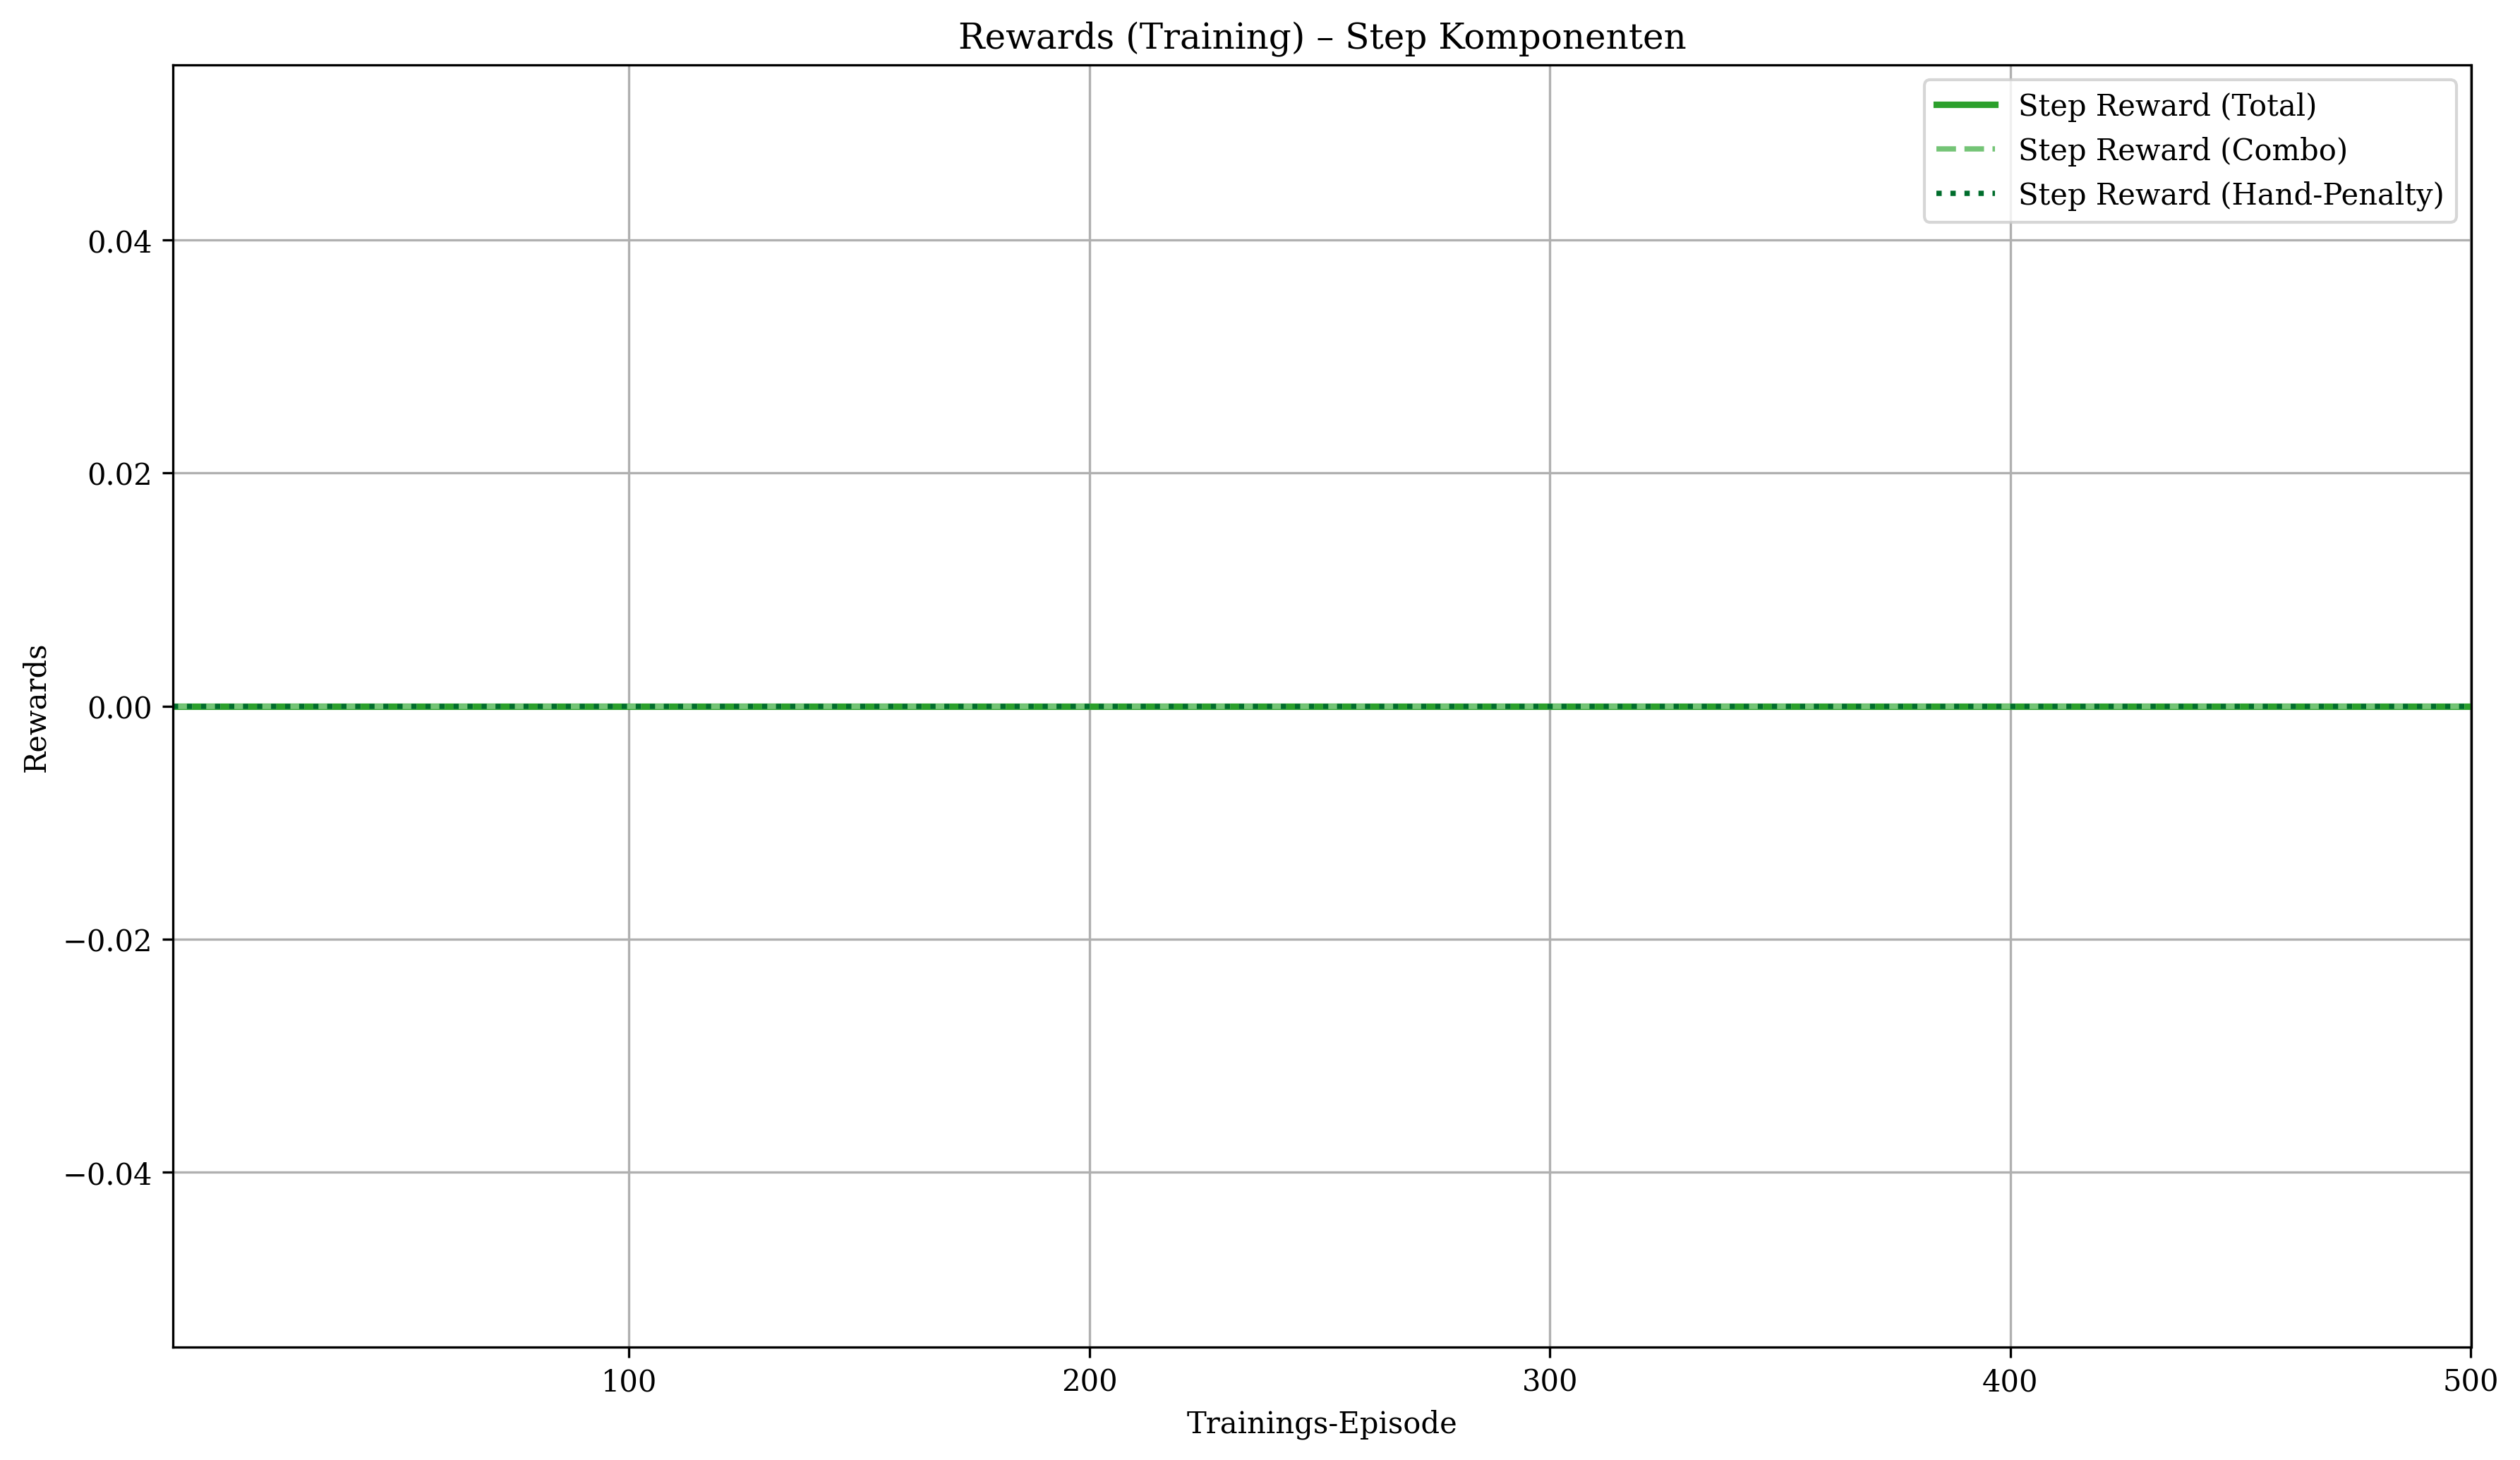 Rewards (Training) – Step Komponenten
Step Reward (Total)
Step Reward (Combo)
Step Reward (Hand-Penalty)
0.04
0.02
0.00
−0.02
−0.04
Rewards
100
200
300
400
500
Trainings-Episode